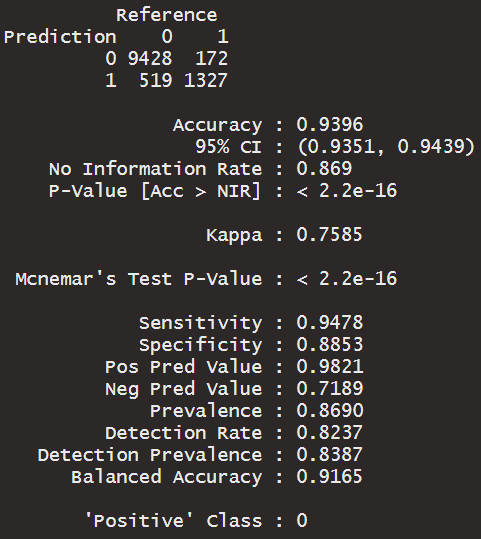 Reference
Prediction 0 1
0 9428 172
1 519 1327
Accuracy : 0.9396
95% CI : (0.9351, 0.9439)
No Information Rate : 0.869
P-Value [Acc > NIR] : < 2.2e-16
Kappa : 0.7585
Mcnemar's Test P-Value : < 2.2e-16
Sensitivity : 0.9478
Specificity : 0.8853
Pos Pred Value : 0.9821
Neg Pred Value : 0.7189
Prevalence : 0.8690
Detection Rate : 0.8237
Detection Prevalence : 0.8387
Balanced Accuracy : 0.9165
'Positive' Class : 0